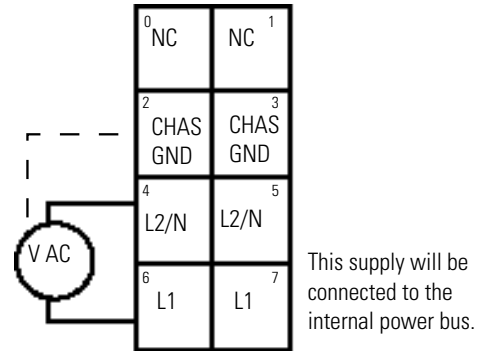 0 NC NC 1
2 CHAS GND CHAS GND 3
4 L2/N L2/N 5
V AC
6 L1 L1 7
This supply will be
connected to the
internal power bus.